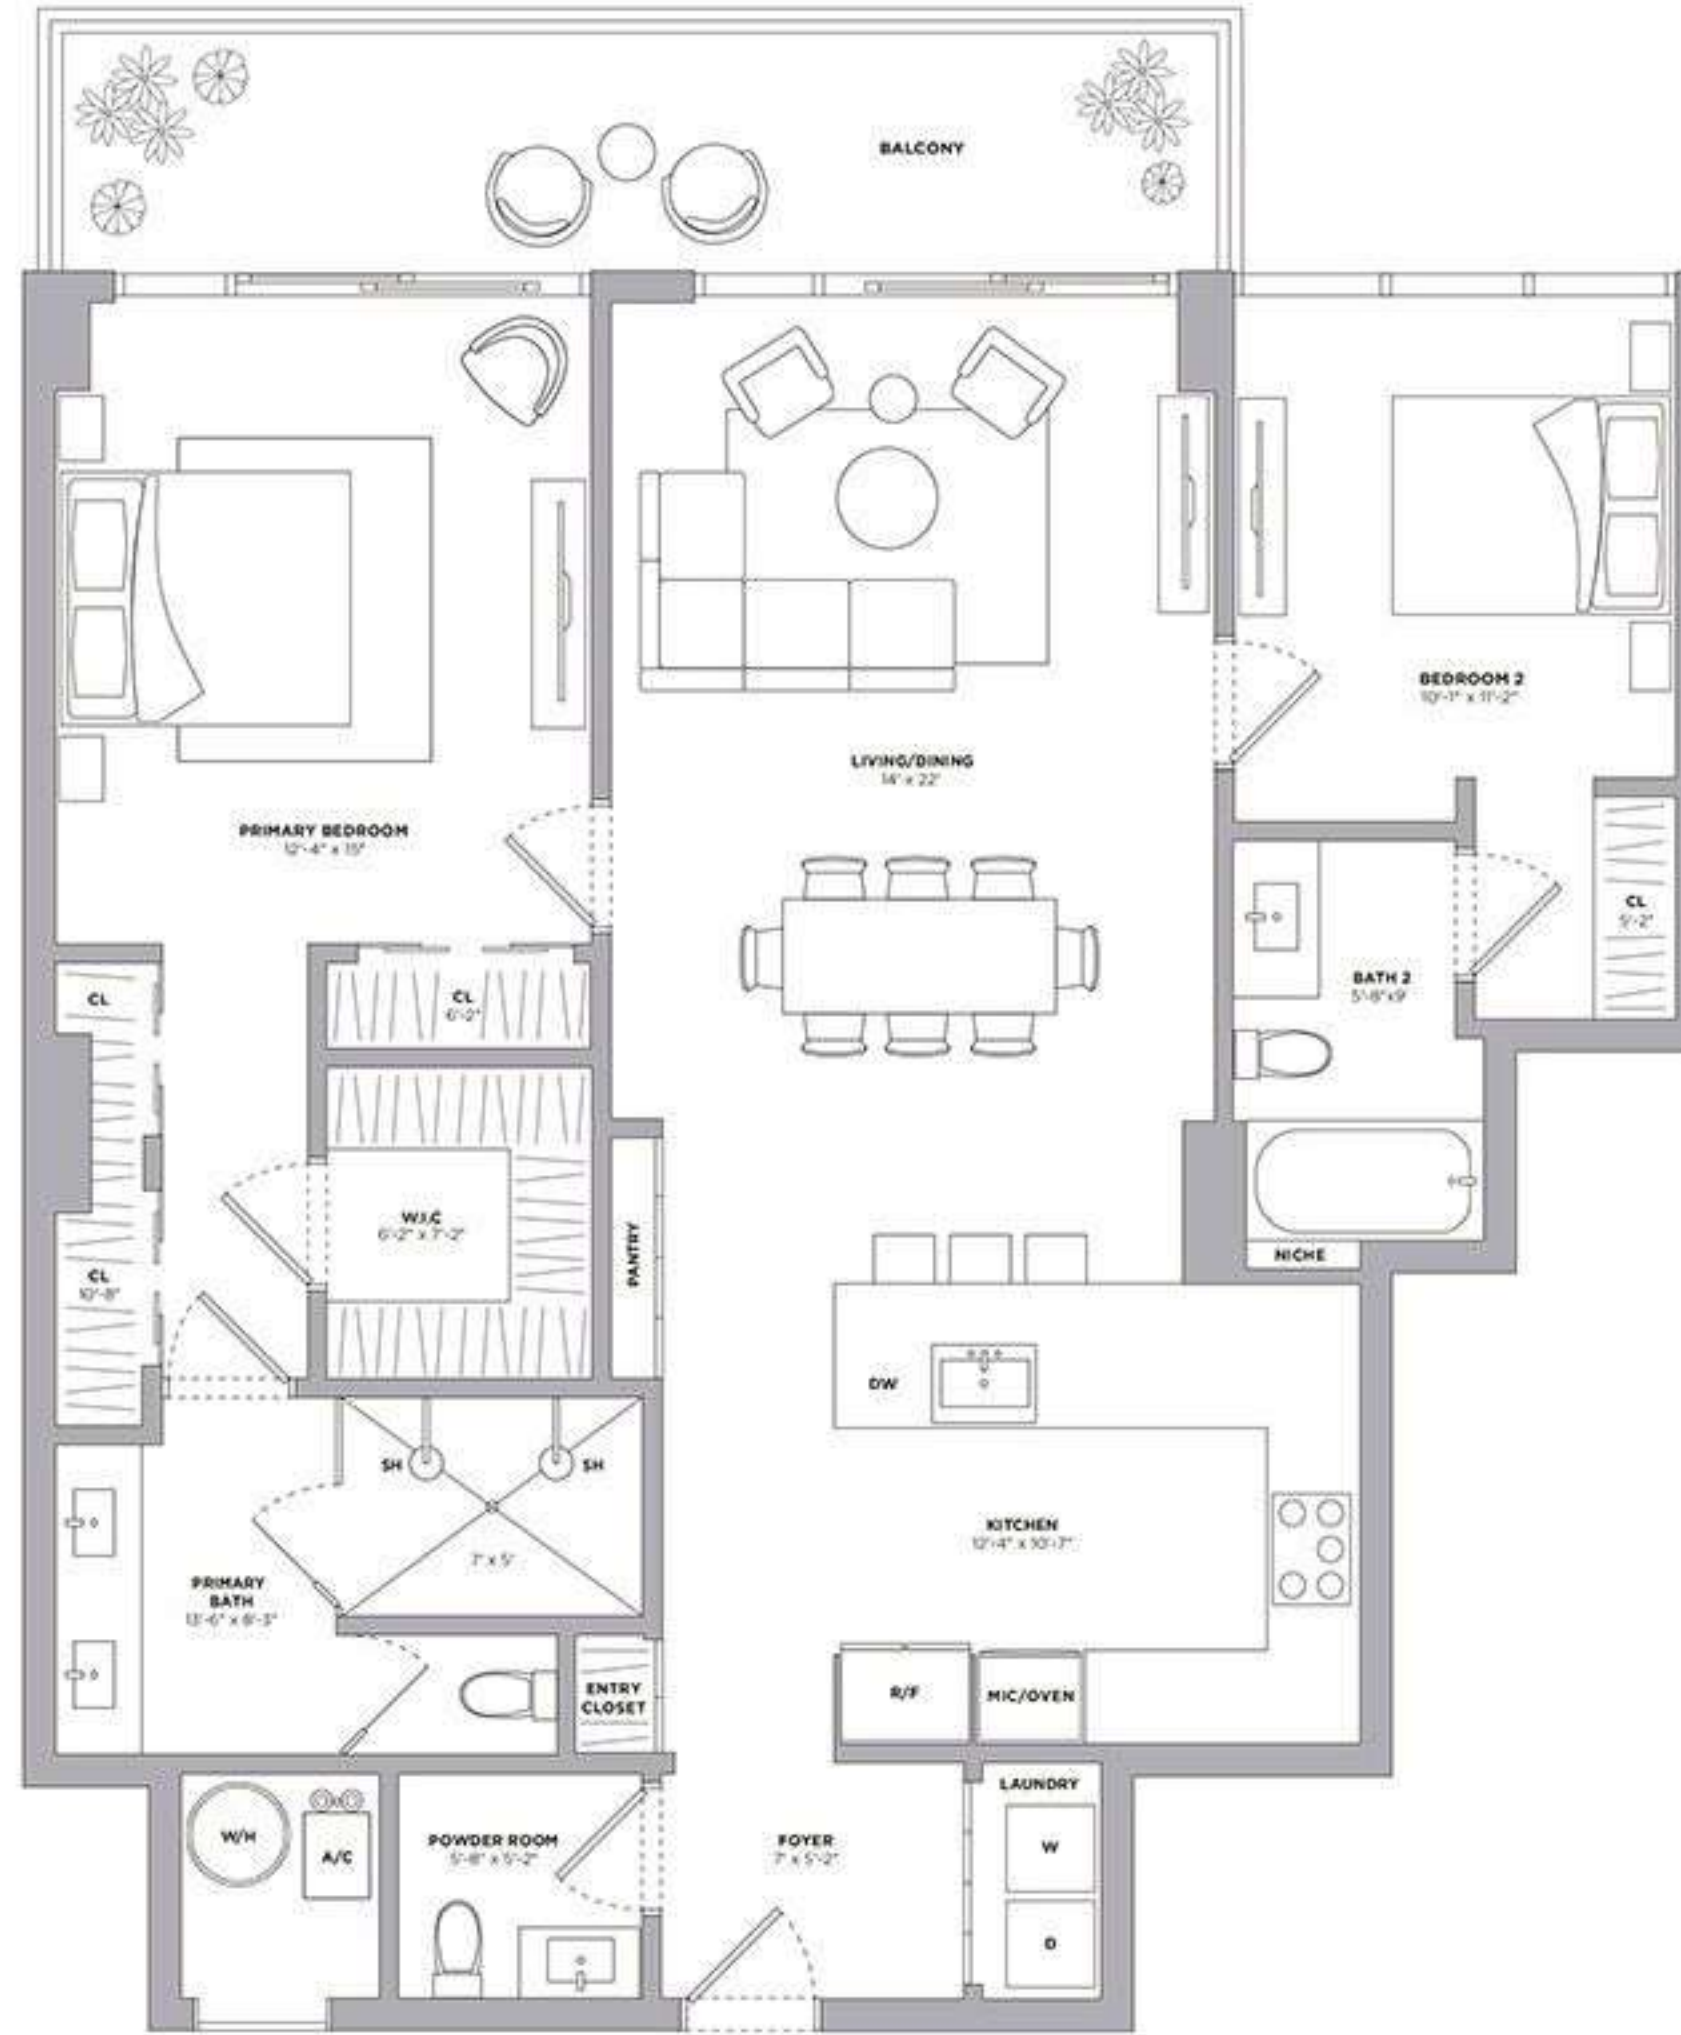 BALCONY
BEDROOM 2
10'-1" x 11'-2"
LIVING/DINING
14' x 22'
PRIMARY BEDROOM
12'-4" x 15'
CL
5'-2"
BATH 2
5'-8"x9'
CL
CL
6'-2"
W.I.C
6'-2" x 7'-2"
PANTRY
NICHE
CL
10'-8"
DW
SH
SH
7' x 5'
KITCHEN
12'-4" x 10'-7"
PRIMARY
BATH
13'-6" x 8'-3"
ENTRY
CLOSET
R/F
MIC/OVEN
LAUNDRY
W/H
A/C
POWDER ROOM
5'-8" x 5'-2"
FOYER
7' x 5'-2"
W
D